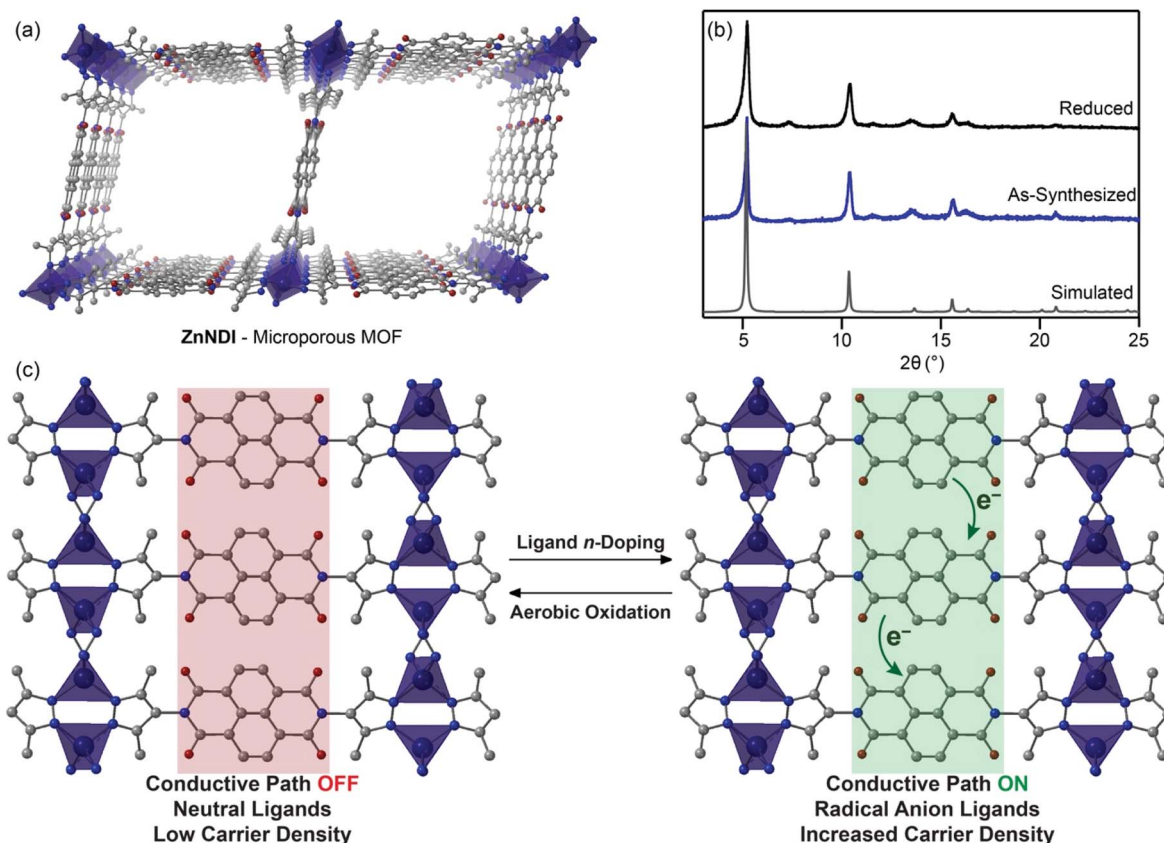 (a)
ZnNDI - Microporous MOF
(b)
Reduced
As-Synthesized
Simulated
5 10 15 20 25
2θ (°)
(c)
e⁻
Ligand n-Doping
Aerobic Oxidation
e⁻
Conductive Path OFF
Neutral Ligands
Low Carrier Density
Conductive Path ON
Radical Anion Ligands
Increased Carrier Density